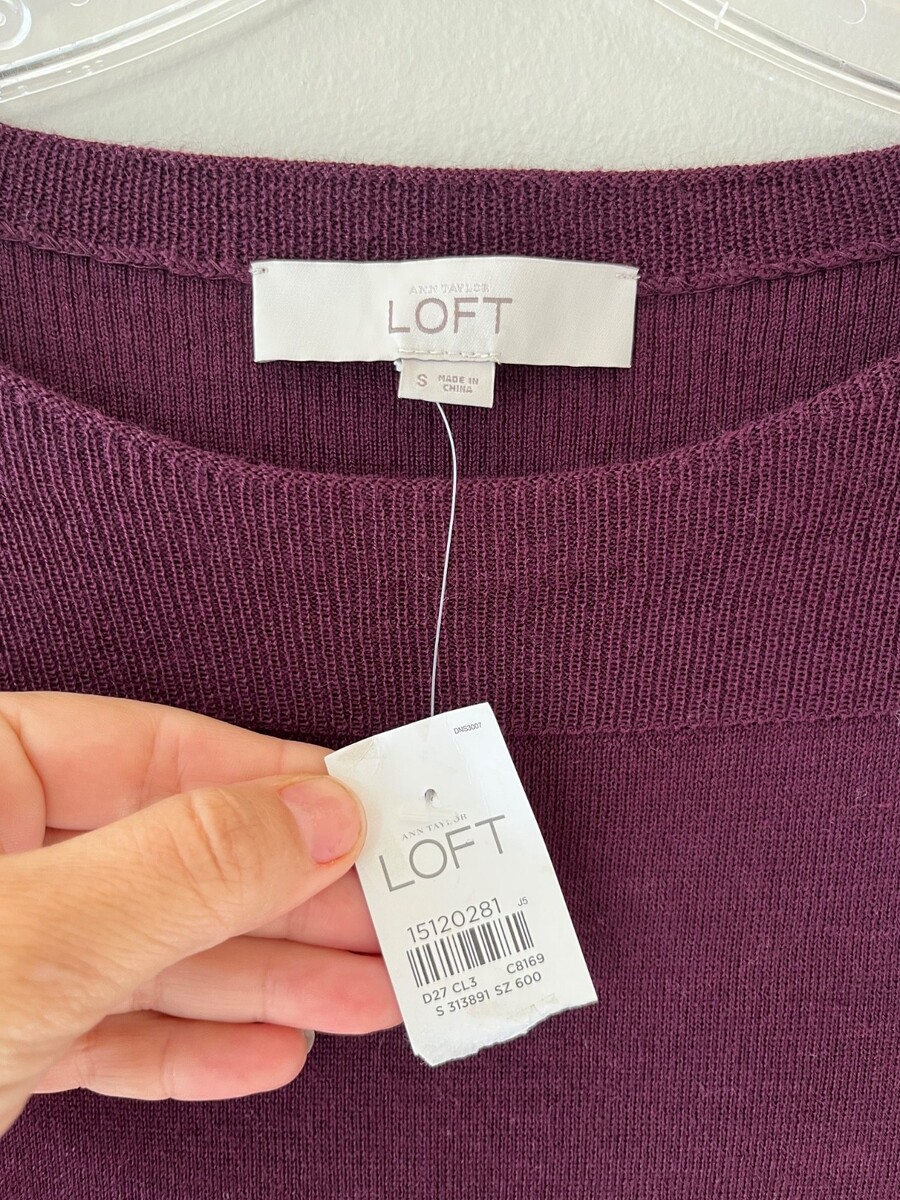 ANN TAYLOR
LOFT
S MADE IN
CHINA
DNS3007
ANN TAYLOR
LOFT
15120281 J5
D27 CL3 C8169
S 313891 SZ 600